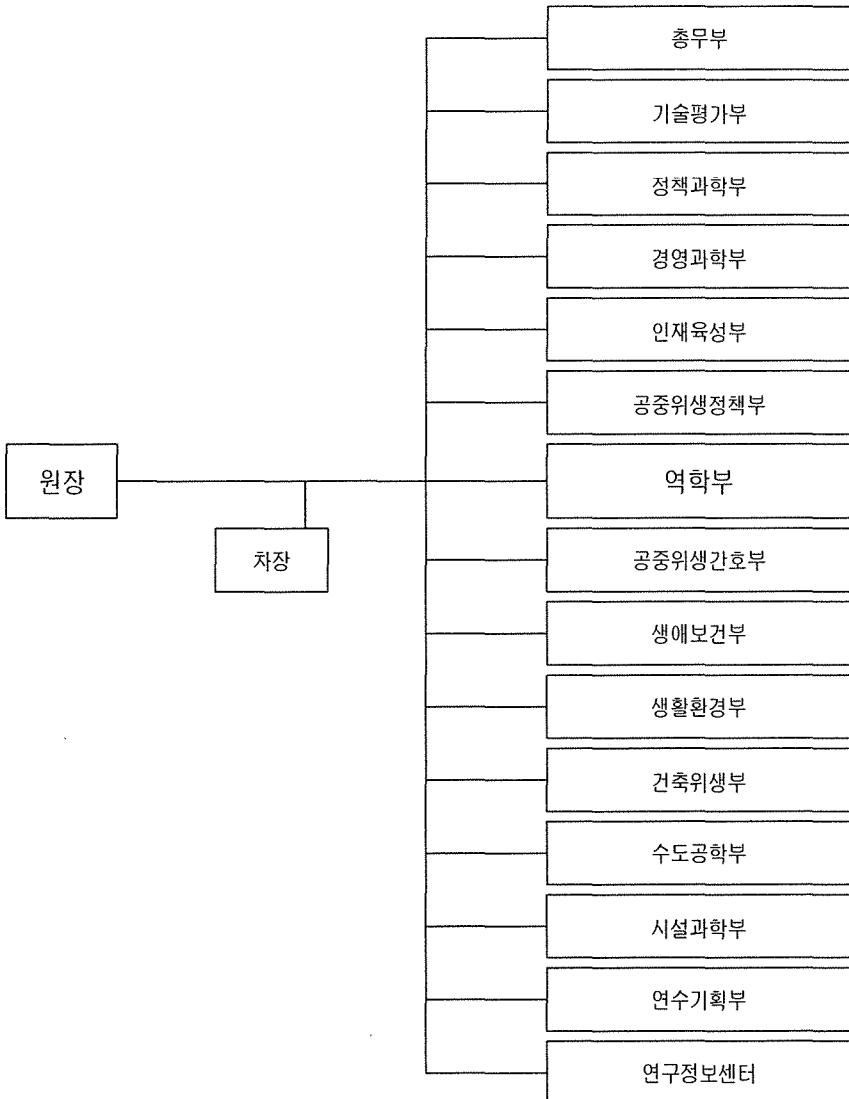 총무부
기술평가부
정책과학부
경영과학부
인재육성부
공중위생정책부
원장
역학부
차장
공중위생간호부
생애보건부
생활환경부
건축위생부
수도공학부
시설과학부
연수기획부
연구정보센터